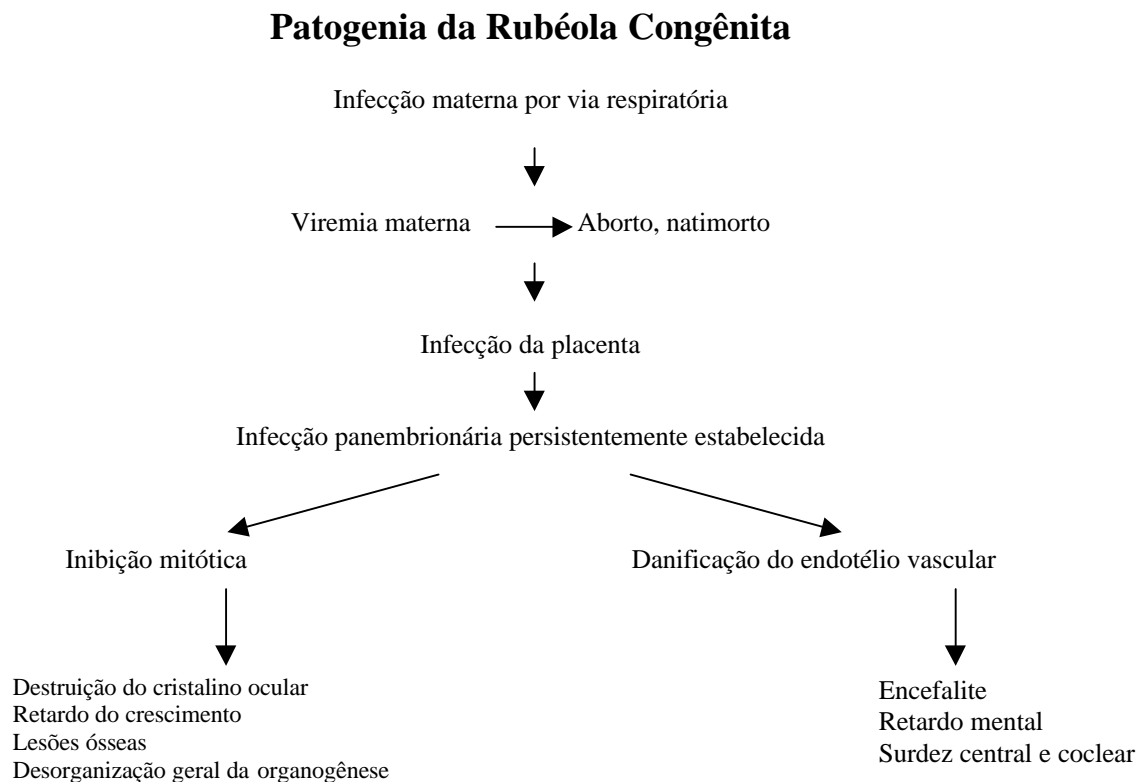 Patogenia da Rubéola Congênita
Infecção materna por via respiratória
Viremia materna Aborto, natimorto
Infecção da placenta
Infecção panembrionária persistentemente estabelecida
Inibição mitótica
Danificação do endotélio vascular
Destruição do cristalino ocular
Retardo do crescimento
Lesões ósseas
Desorganização geral da organogênese
Encefalite
Retardo mental
Surdez central e coclear